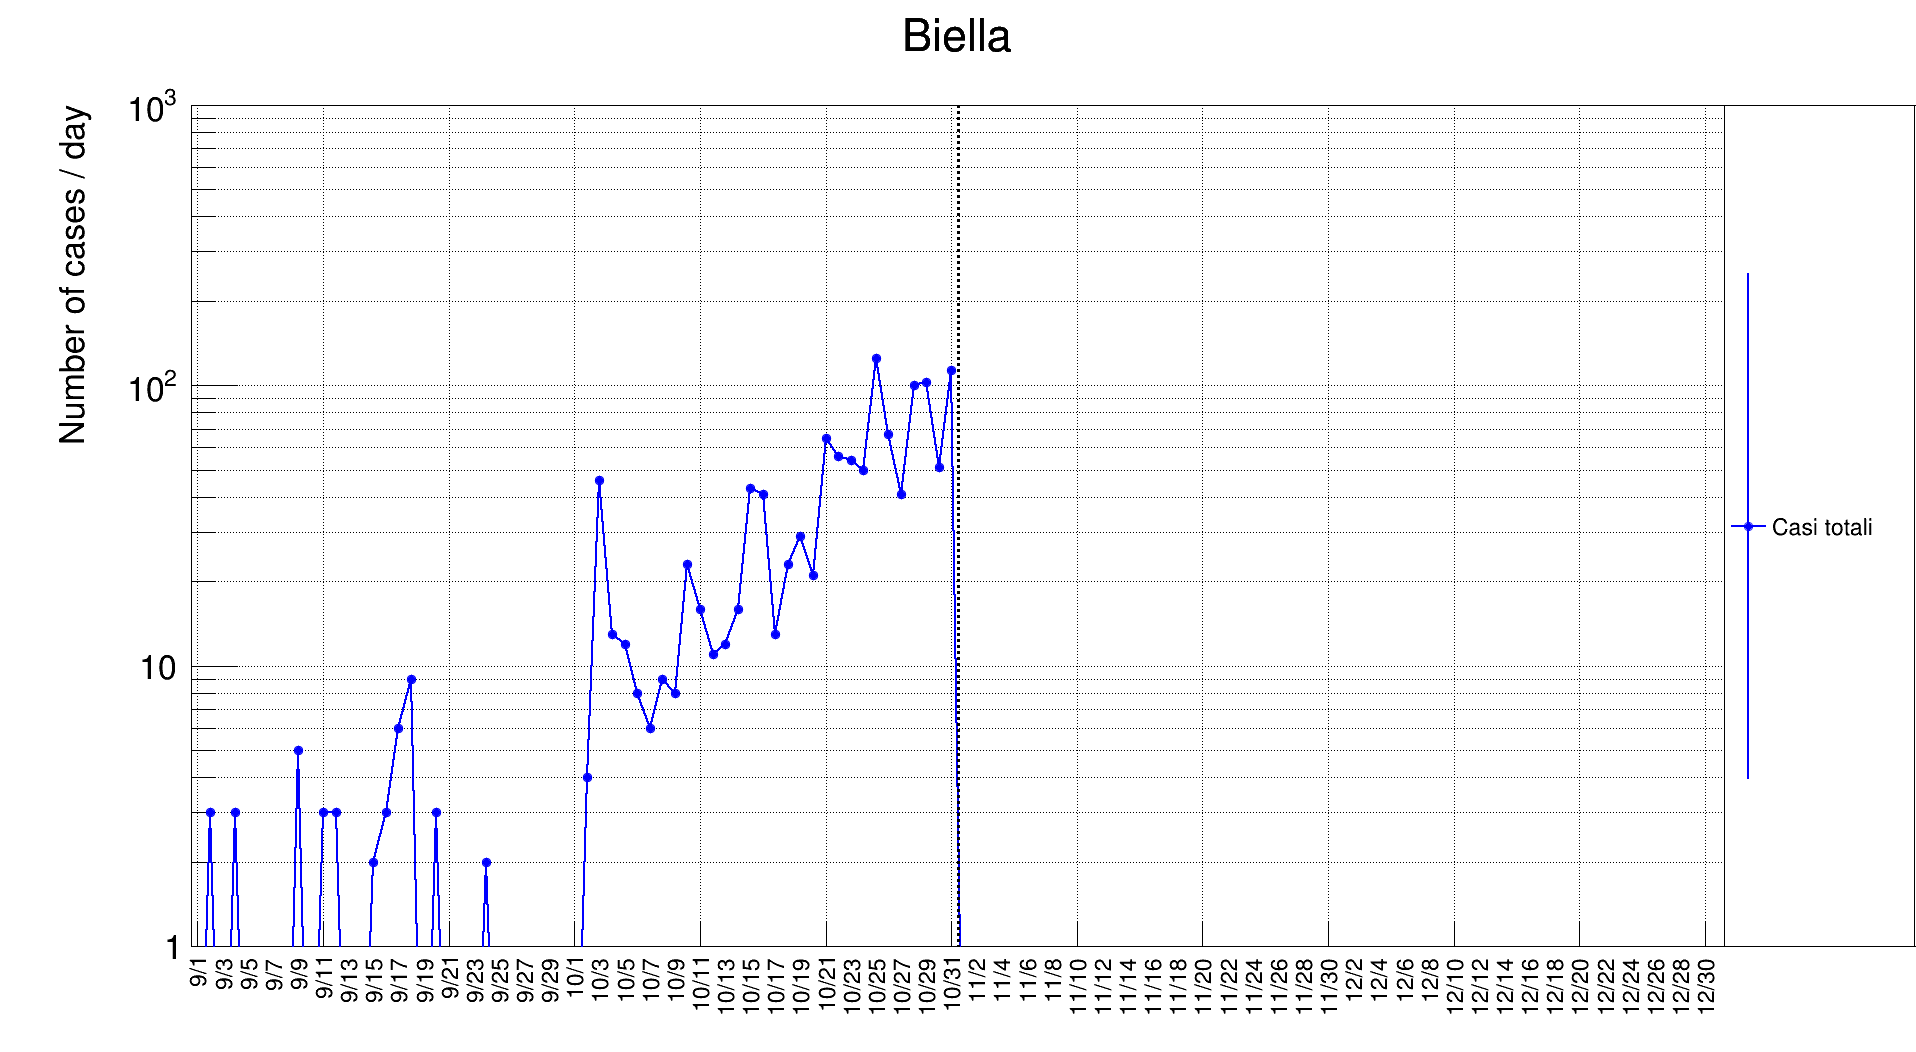 Biella
Number of cases / day
10³
10²
10
1
9/1 9/3 9/5 9/7 9/9 9/11 9/13 9/15 9/17 9/19 9/21 9/23 9/25 9/27 9/29 10/1 10/3 10/5 10/7 10/9 10/11 10/13 10/15 10/17 10/19 10/21 10/23 10/25 10/27 10/29 10/31 11/2 11/4 11/6 11/8 11/10 11/12 11/14 11/16 11/18 11/20 11/22 11/24 11/26 11/28 11/30 12/2 12/4 12/6 12/8 12/10 12/12 12/14 12/16 12/18 12/20 12/22 12/24 12/26 12/28 12/30
Casi totali